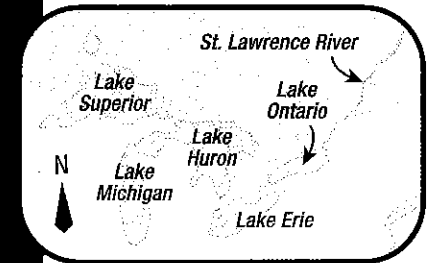 St. Lawrence River
Lake
Superior
Lake
Ontario
Lake
Huron
N
Lake
Michigan
Lake Erie